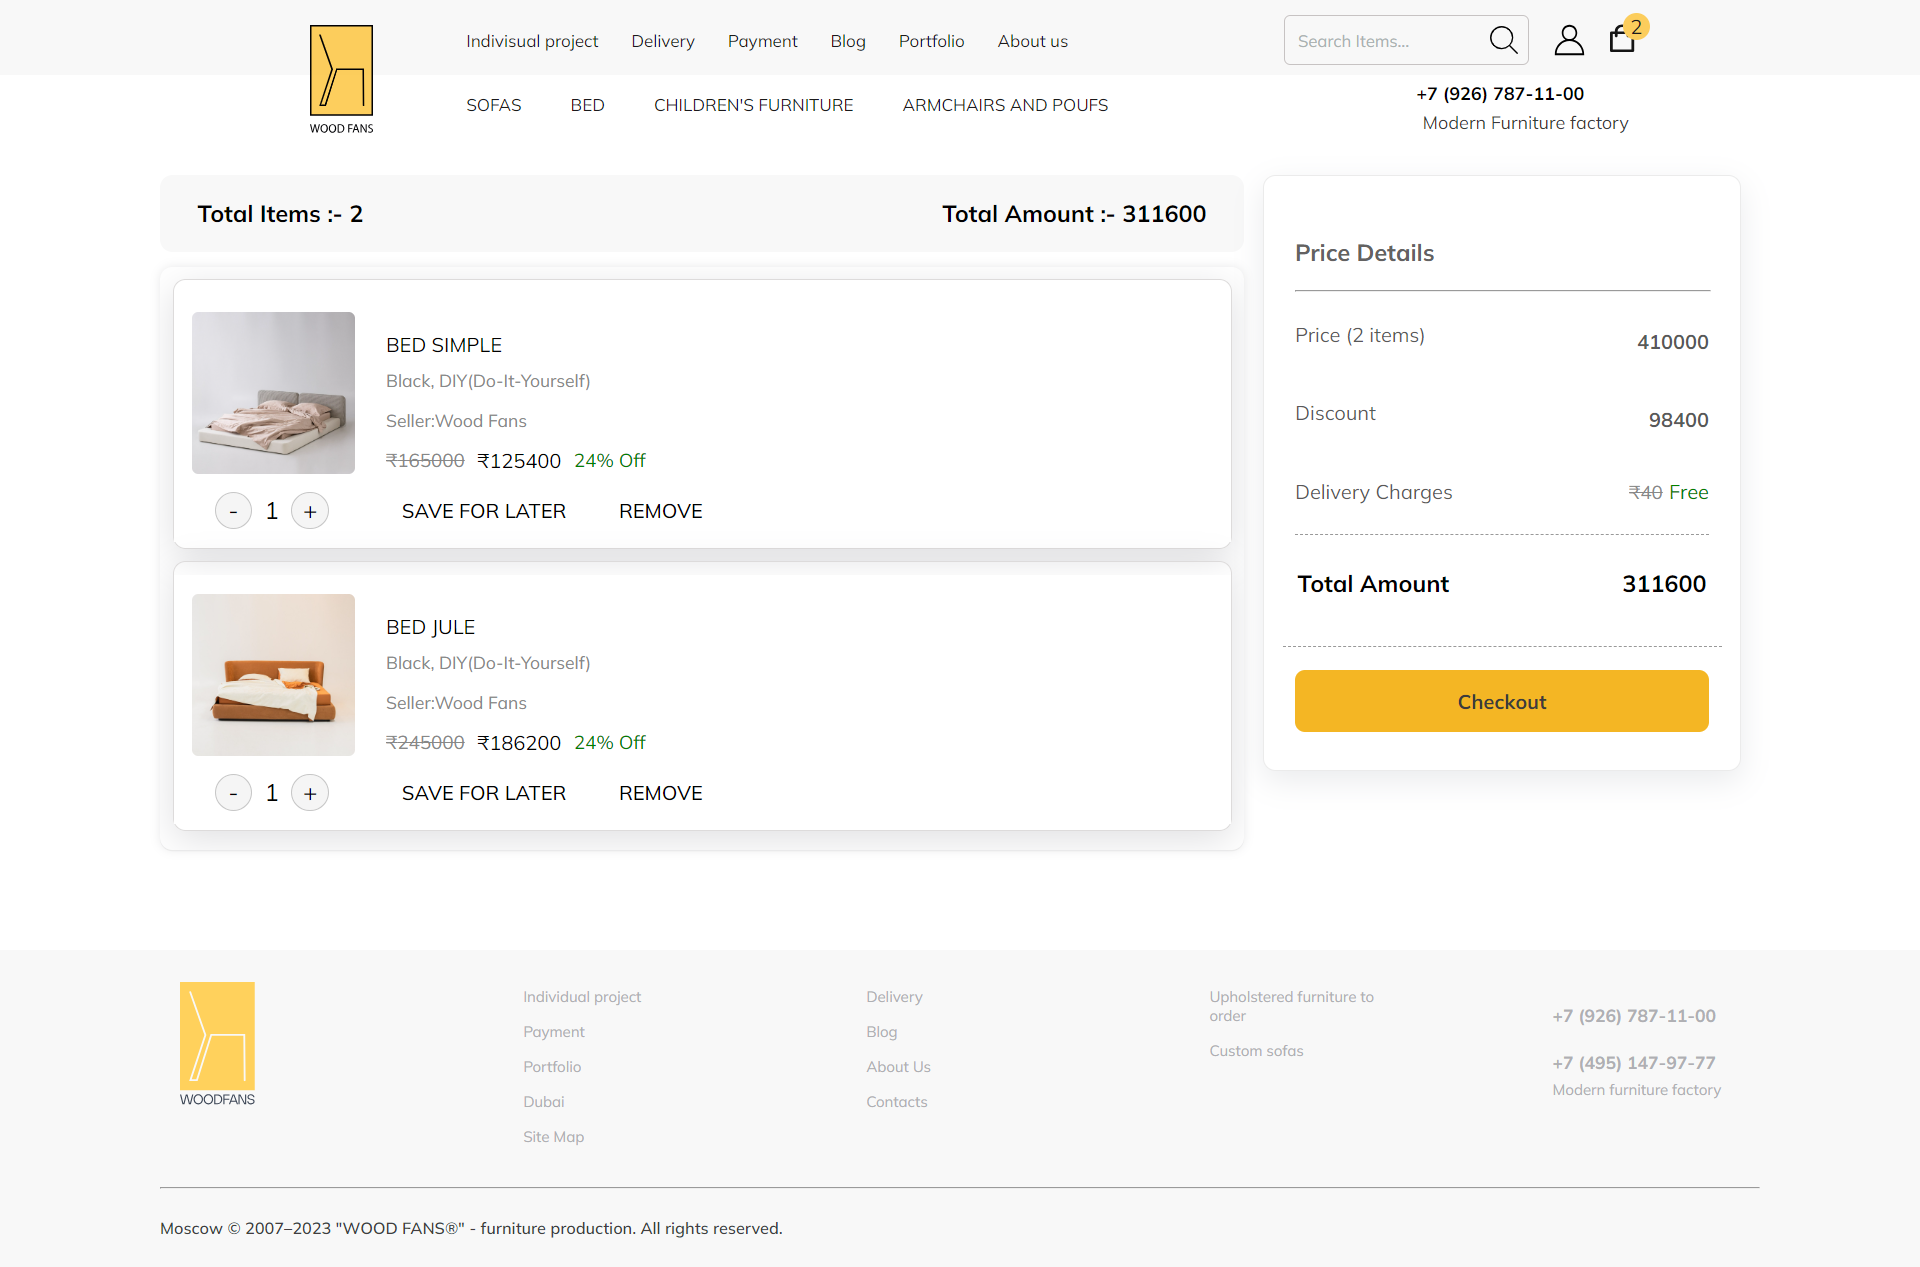 Indivisual project Delivery Payment Blog Portfolio About us
Search Items...
2
WOOD FANS
SOFAS BED CHILDREN'S FURNITURE ARMCHAIRS AND POUFS
+7 (926) 787-11-00
Modern Furniture factory
Total Items :- 2
Total Amount :- 311600
BED SIMPLE
Black, DIY(Do-It-Yourself)
Seller:Wood Fans
₹165000 ₹125400 24% Off
- 1 +
SAVE FOR LATER REMOVE
BED JULE
Black, DIY(Do-It-Yourself)
Seller:Wood Fans
₹245000 ₹186200 24% Off
- 1 +
SAVE FOR LATER REMOVE
Price Details
Price (2 items) 410000
Discount 98400
Delivery Charges ₹40 Free
Total Amount 311600
Checkout
WOODFANS
Individual project
Payment
Portfolio
Dubai
Site Map
Delivery
Blog
About Us
Contacts
Upholstered furniture to
order
Custom sofas
+7 (926) 787-11-00
+7 (495) 147-97-77
Modern furniture factory
Moscow © 2007–2023 "WOOD FANS®" - furniture production. All rights reserved.